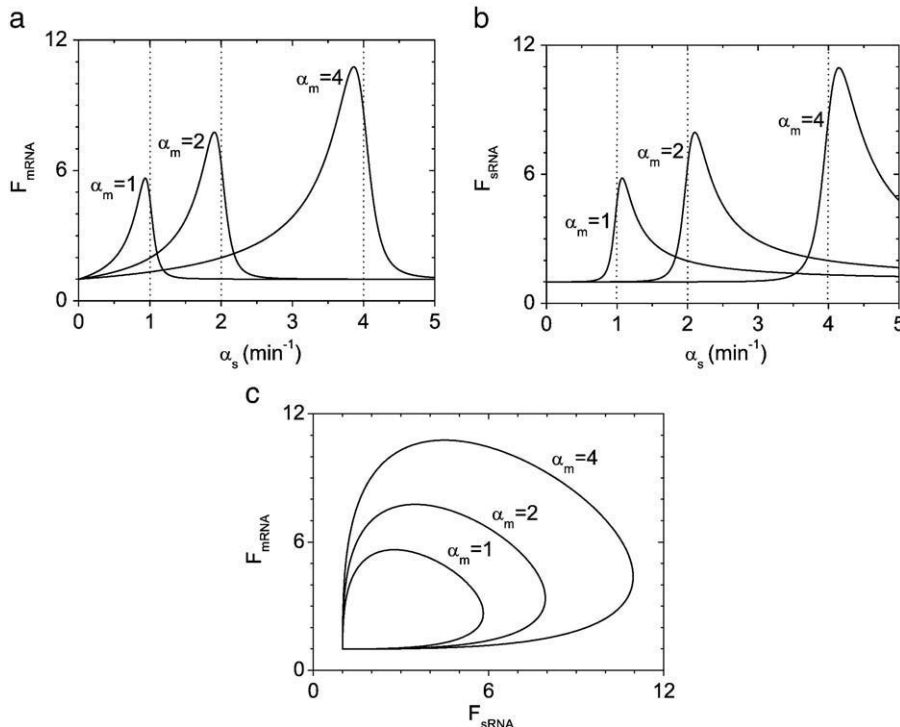 a
12
6
0
F_mRNA
α_m=1
α_m=2
α_m=4
0 1 2 3 4 5
α_s (min⁻¹)
b
12
6
0
F_sRNA
α_m=1
α_m=2
α_m=4
0 1 2 3 4 5
α_s (min⁻¹)
c
12
6
0
F_mRNA
α_m=4
α_m=2
α_m=1
0 6 12
F_sRNA